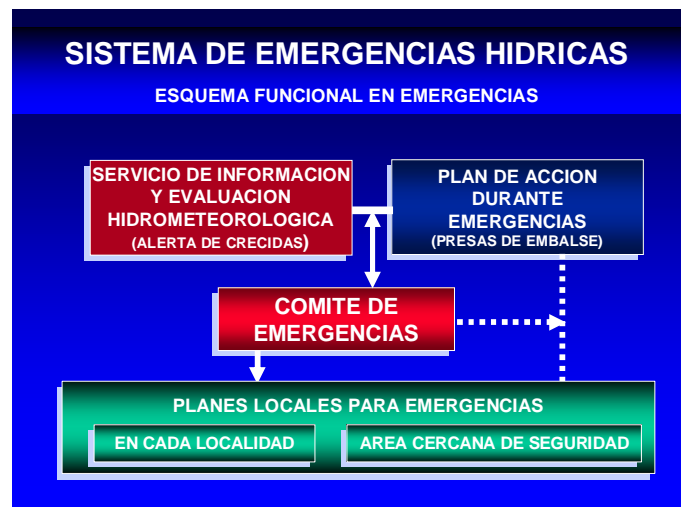 SISTEMA DE EMERGENCIAS HIDRICAS
ESQUEMA FUNCIONAL EN EMERGENCIAS
SERVICIO DE INFORMACION
Y EVALUACION
HIDROMETEOROLOGICA
(ALERTA DE CRECIDAS)
PLAN DE ACCION
DURANTE
EMERGENCIAS
(PRESAS DE EMBALSE)
COMITE DE
EMERGENCIAS
PLANES LOCALES PARA EMERGENCIAS
EN CADA LOCALIDAD
AREA CERCANA DE SEGURIDAD